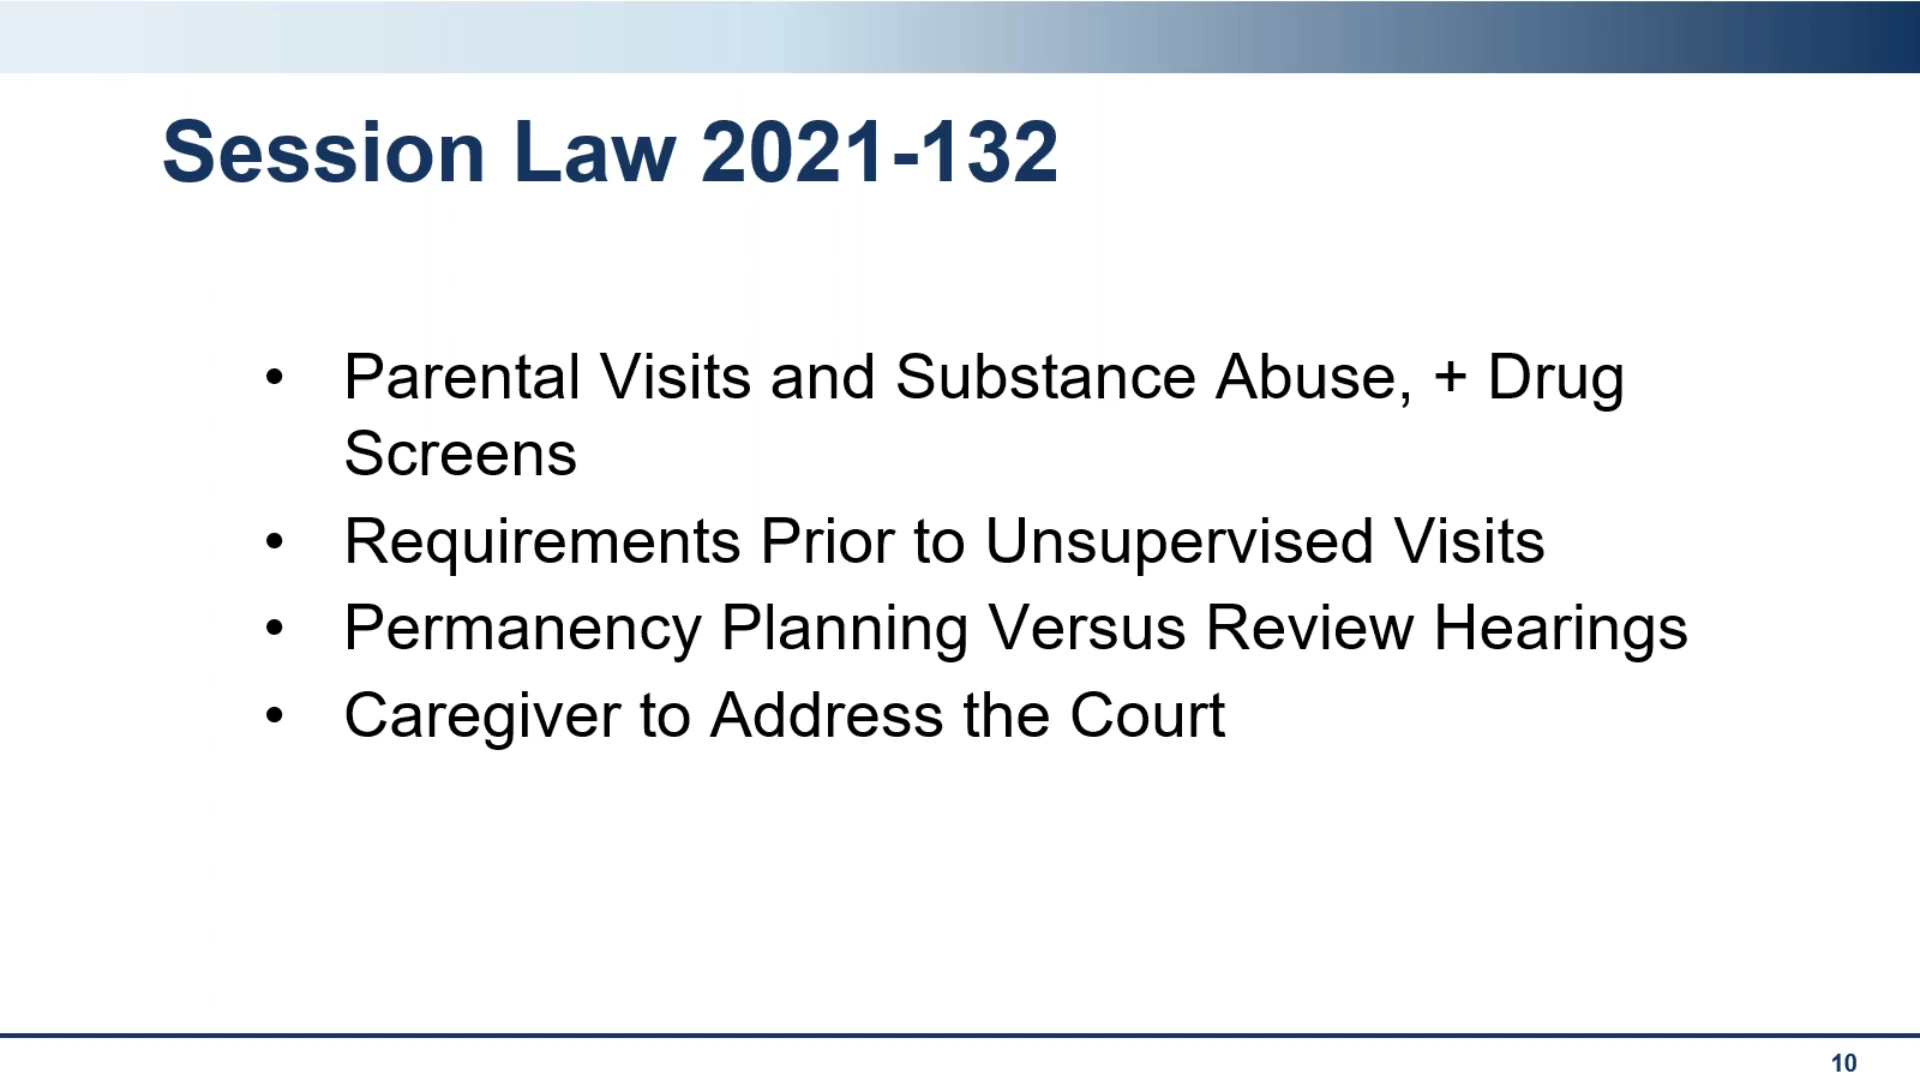 Session Law 2021-132
• Parental Visits and Substance Abuse, + Drug
Screens
• Requirements Prior to Unsupervised Visits
• Permanency Planning Versus Review Hearings
• Caregiver to Address the Court
10